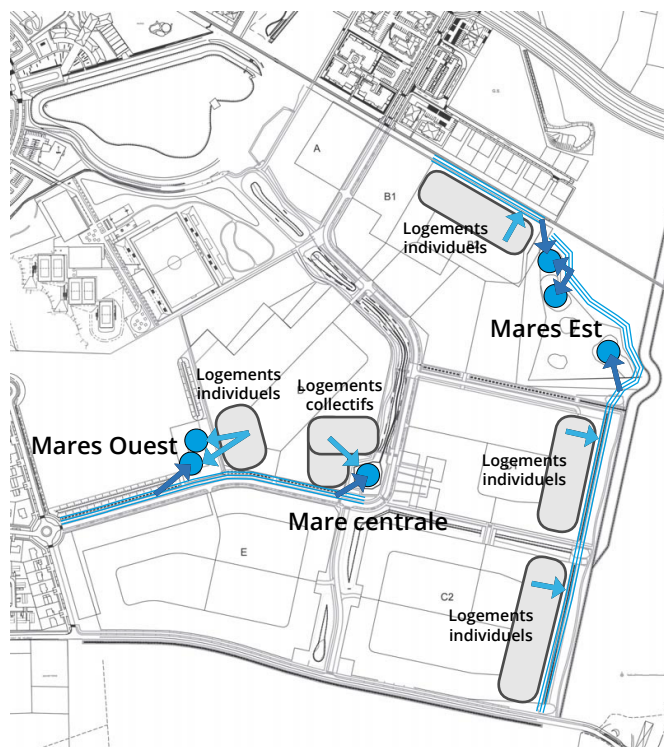 A
B1
Logements
individuels
Mares Est
Logements
individuels
Logements
collectifs
Mares Ouest
Logements
individuels
Mare centrale
E
C2
Logements
individuels